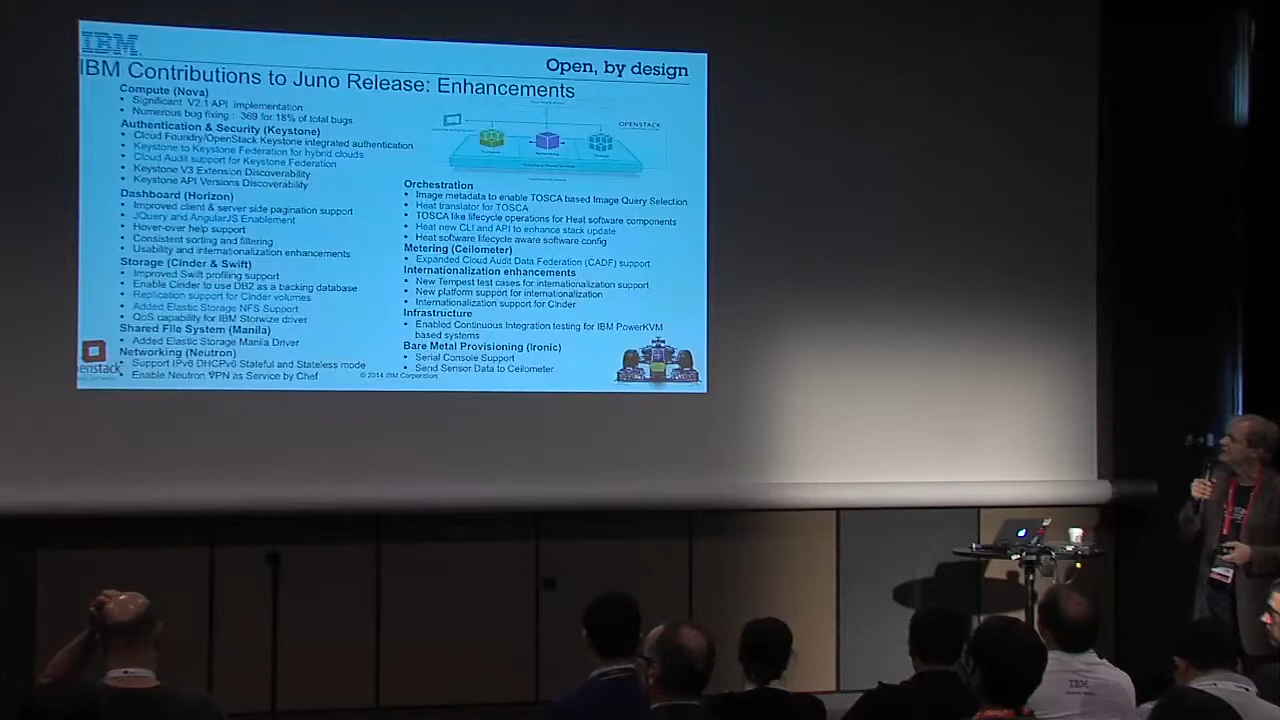 IBM
Open, by design
IBM Contributions to Juno Release: Enhancements
Compute (Nova)
• Significant V2.1 API implementation
• Numerous bug fixing : 369 for 18% of total bugs
Authentication & Security (Keystone)
• Cloud Foundry/OpenStack Keystone integrated authentication
• Keystone to Keystone Federation for hybrid clouds
• Cloud Audit support for Keystone Federation
• Keystone V3 Extension Discoverability
• Keystone API Versions Discoverability
Dashboard (Horizon)
• Improved client & server side pagination support
• JQuery and AngularJS Enablement
• Hover-over help support
• Consistent sorting and filtering
• Usability and internationalization enhancements
Storage (Cinder & Swift)
• Improved Swift profiling support
• Enable Cinder to use DB2 as a backing database
• Replication support for Cinder volumes
• Added Elastic Storage NFS Support
• QoS capability for IBM Storwize driver
Shared File System (Manila)
• Added Elastic Storage Manila Driver
Networking (Neutron)
• Support IPv6 DHCPv6 Stateful and Stateless mode
• Enable Neutron VPN as Service by Chef
OPENSTACK
Orchestration
• Image metadata to enable TOSCA based Image Query Selection
• Heat translator for TOSCA
• TOSCA like lifecycle operations for Heat software components
• Heat new CLI and API to enhance stack update
• Heat software lifecycle aware software config
Metering (Ceilometer)
• Expanded Cloud Audit Data Federation (CADF) support
Internationalization enhancements
• New Tempest test cases for internationalization support
• New platform support for internationalization
• Internationalization support for Cinder
Infrastructure
• Enabled Continuous Integration testing for IBM PowerKVM
based systems
Bare Metal Provisioning (Ironic)
• Serial Console Support
• Send Sensor Data to Ceilometer
enstack
© 2014 IBM Corporation
IBM